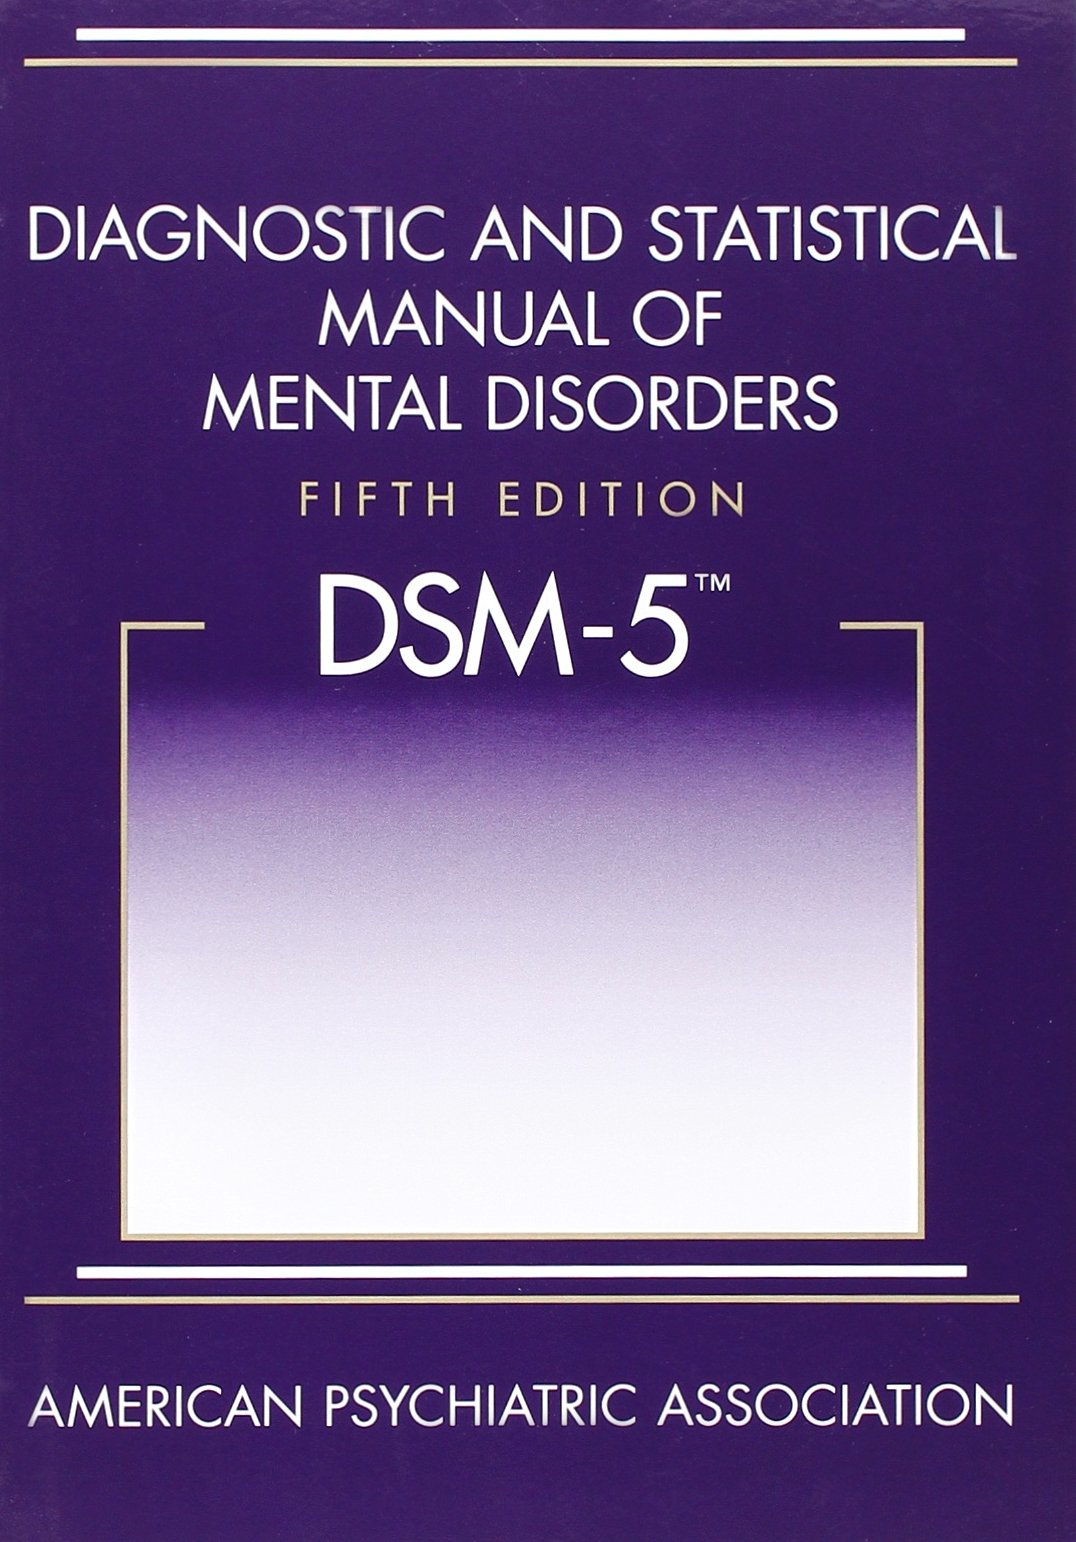 DIAGNOSTIC AND STATISTICAL
MANUAL OF
MENTAL DISORDERS
FIFTH EDITION
DSM-5™
AMERICAN PSYCHIATRIC ASSOCIATION